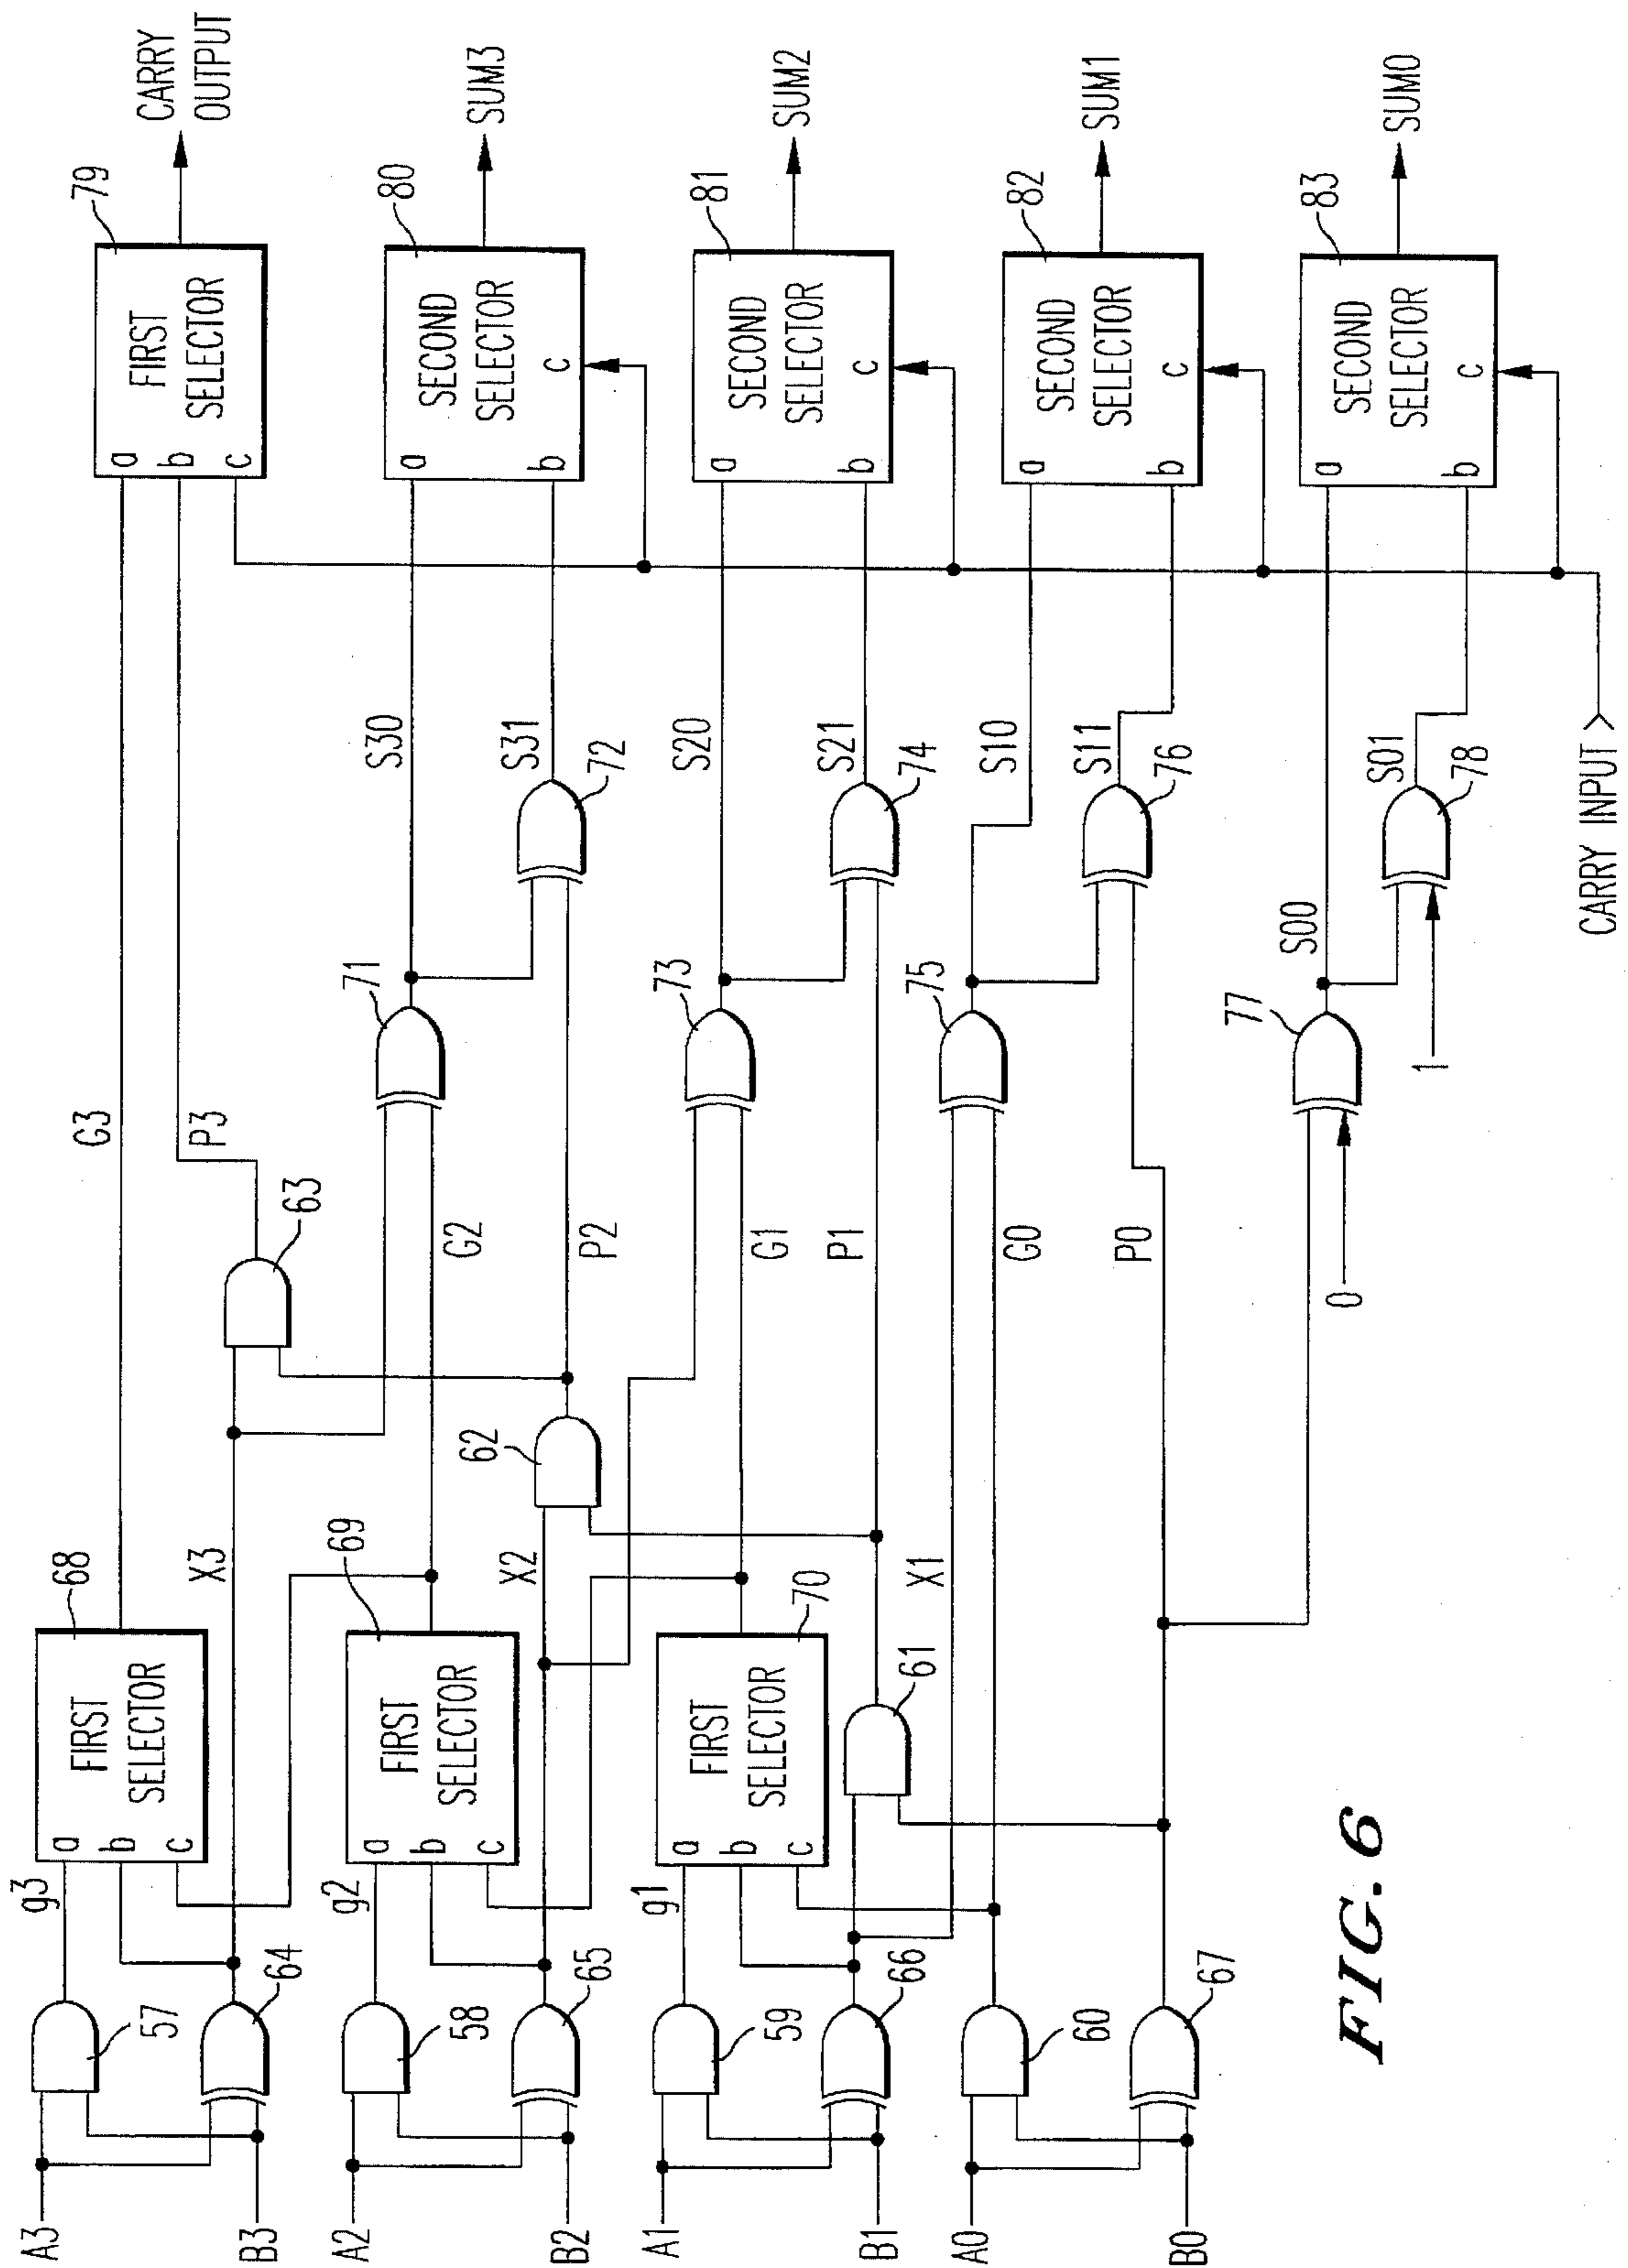 CARRY
OUTPUT
SUM3
SUM2
SUM1
SUM0
79
80
81
82
83
FIRST
SELECTOR
a
b
c
SECOND
SELECTOR
a
b
c
SECOND
SELECTOR
a
b
c
SECOND
SELECTOR
a
b
c
SECOND
SELECTOR
a
b
c
S30
S31
72
S20
S21
74
S10
S11
76
S00
S01
78
CARRY INPUT >
71
73
75
77
1
0
G3
P3
63
G2
P2
G1
P1
G0
P0
62
68
X3
69
X2
70
X1
61
FIRST
SELECTOR
a
b
c
FIRST
SELECTOR
a
b
c
FIRST
SELECTOR
a
b
c
g3
g2
g1
57
64
58
65
59
66
60
67
A3
B3
A2
B2
A1
B1
A0
B0
FIG. 6